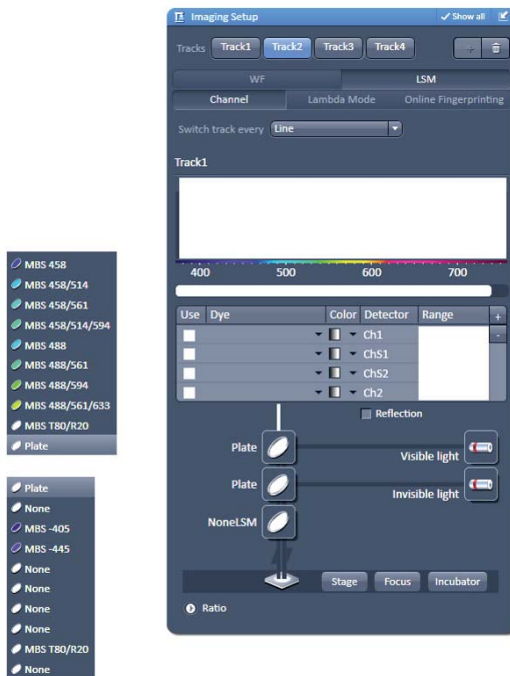 Imaging Setup Show all
Tracks Track1 Track2 Track3 Track4 +
WF LSM
Channel Lambda Mode Online Fingerprinting
Switch track every Line
Track1
400 500 600 700
Use Dye Color Detector Range +
Ch1 -
ChS1
ChS2
Ch2
Reflection
Plate Visible light
Plate Invisible light
NoneLSM
Stage Focus Incubator
Ratio
MBS 458
MBS 458/514
MBS 458/561
MBS 458/514/594
MBS 488
MBS 488/561
MBS 488/594
MBS 488/561/633
MBS T80/R20
Plate
Plate
None
MBS -405
MBS -445
None
None
None
None
MBS T80/R20
None